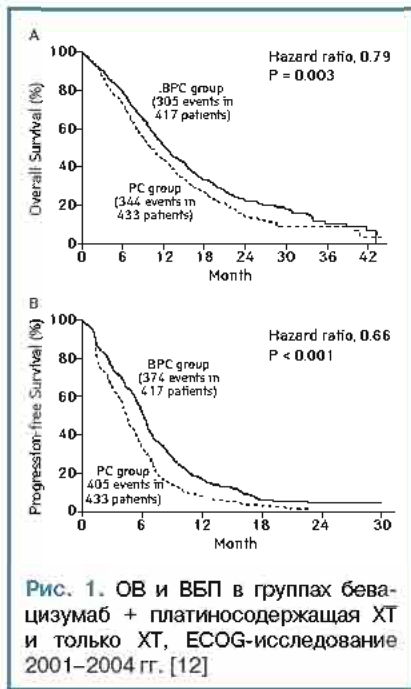 A
100
80
60
40
20
0
Overall Survival (%)
Hazard ratio, 0.79
P = 0.003
BPC group
(305 events in
417 patients)
PC group
(344 events in
433 patients)
0 6 12 18 24 30 36 42
Month
B
100
80
60
40
20
0
Progression-free Survival (%)
Hazard ratio, 0.66
P < 0.001
BPC group
(374 events in
417 patients)
PC group
405 events in
433 patients)
0 6 12 18 24 30
Month
Рис. 1. ОВ и ВБП в группах бева-
цизумаб + платиносодержащая ХТ
и только ХТ, ECOG-исследование
2001–2004 гг. [12]